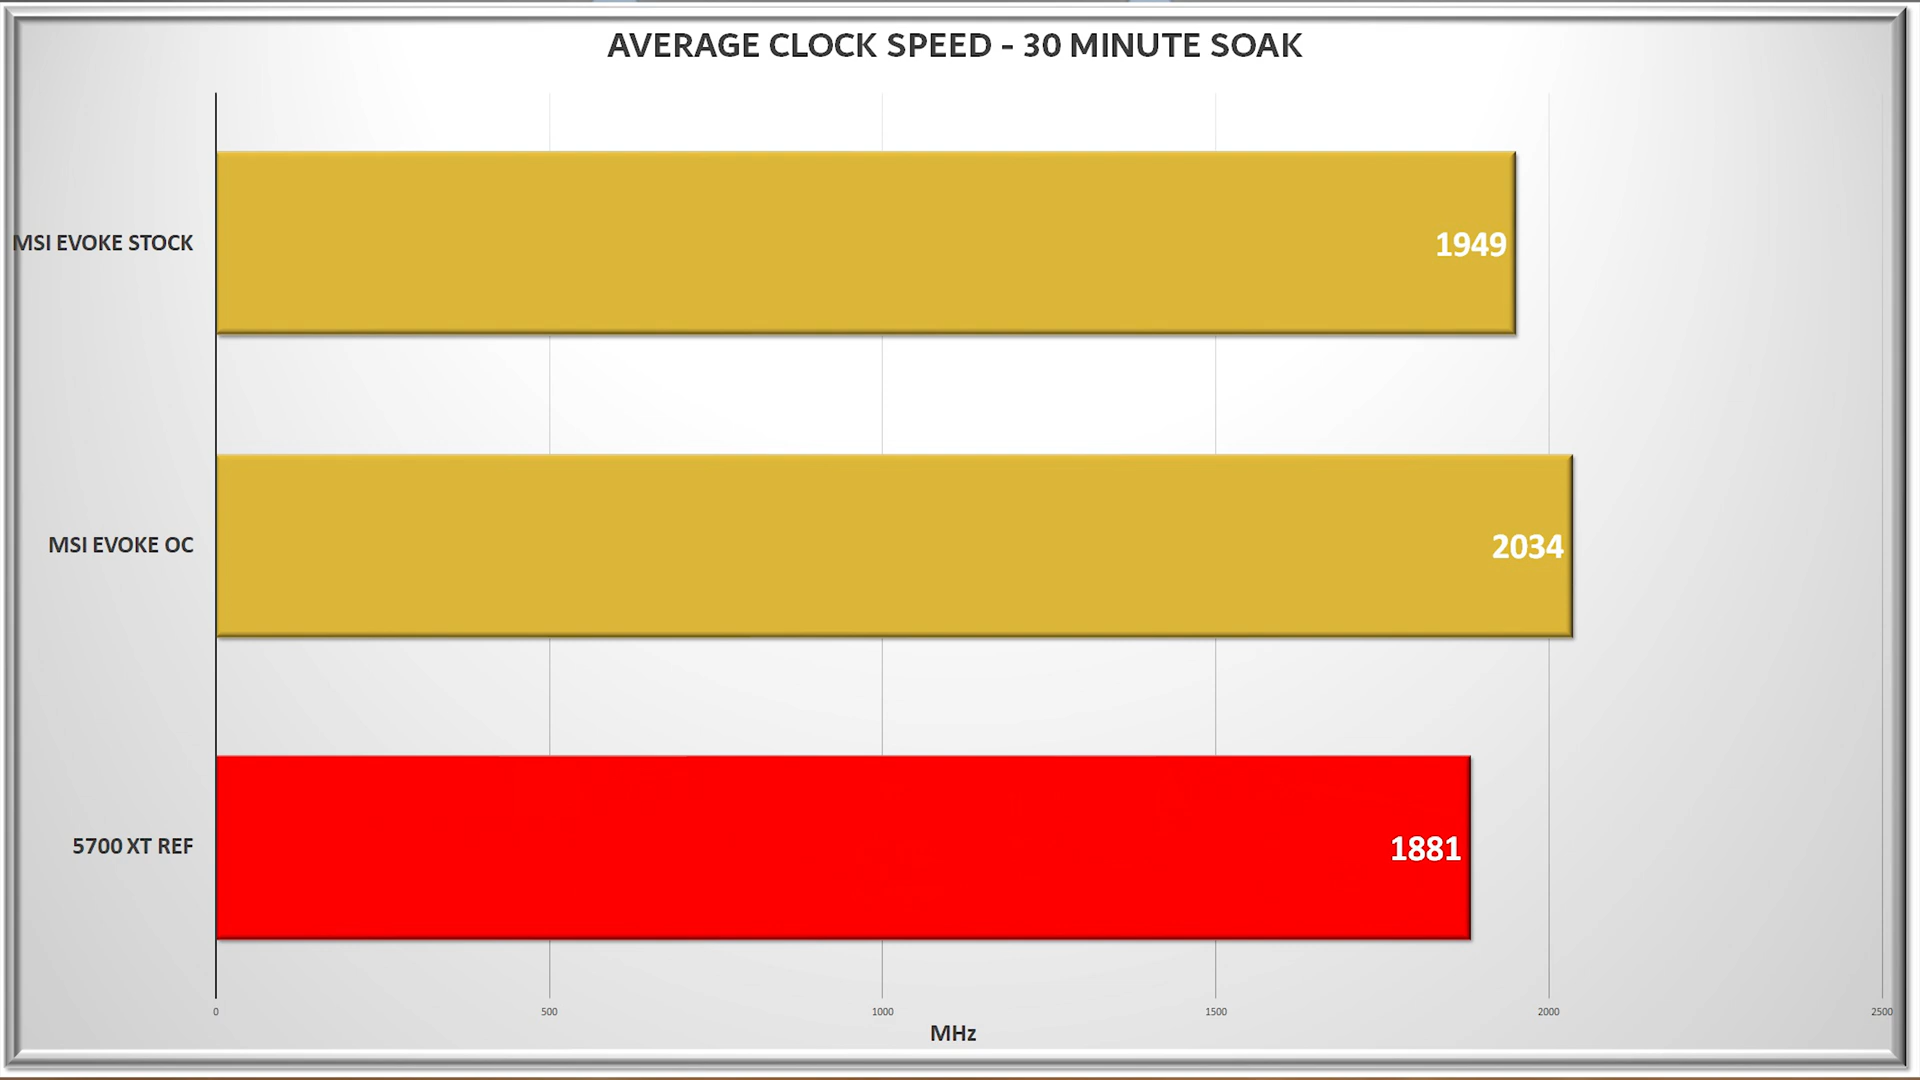 AVERAGE CLOCK SPEED - 30 MINUTE SOAK
MSI EVOKE STOCK
1949
MSI EVOKE OC
2034
5700 XT REF
1881
0 500 1000 1500 2000 2500
MHz